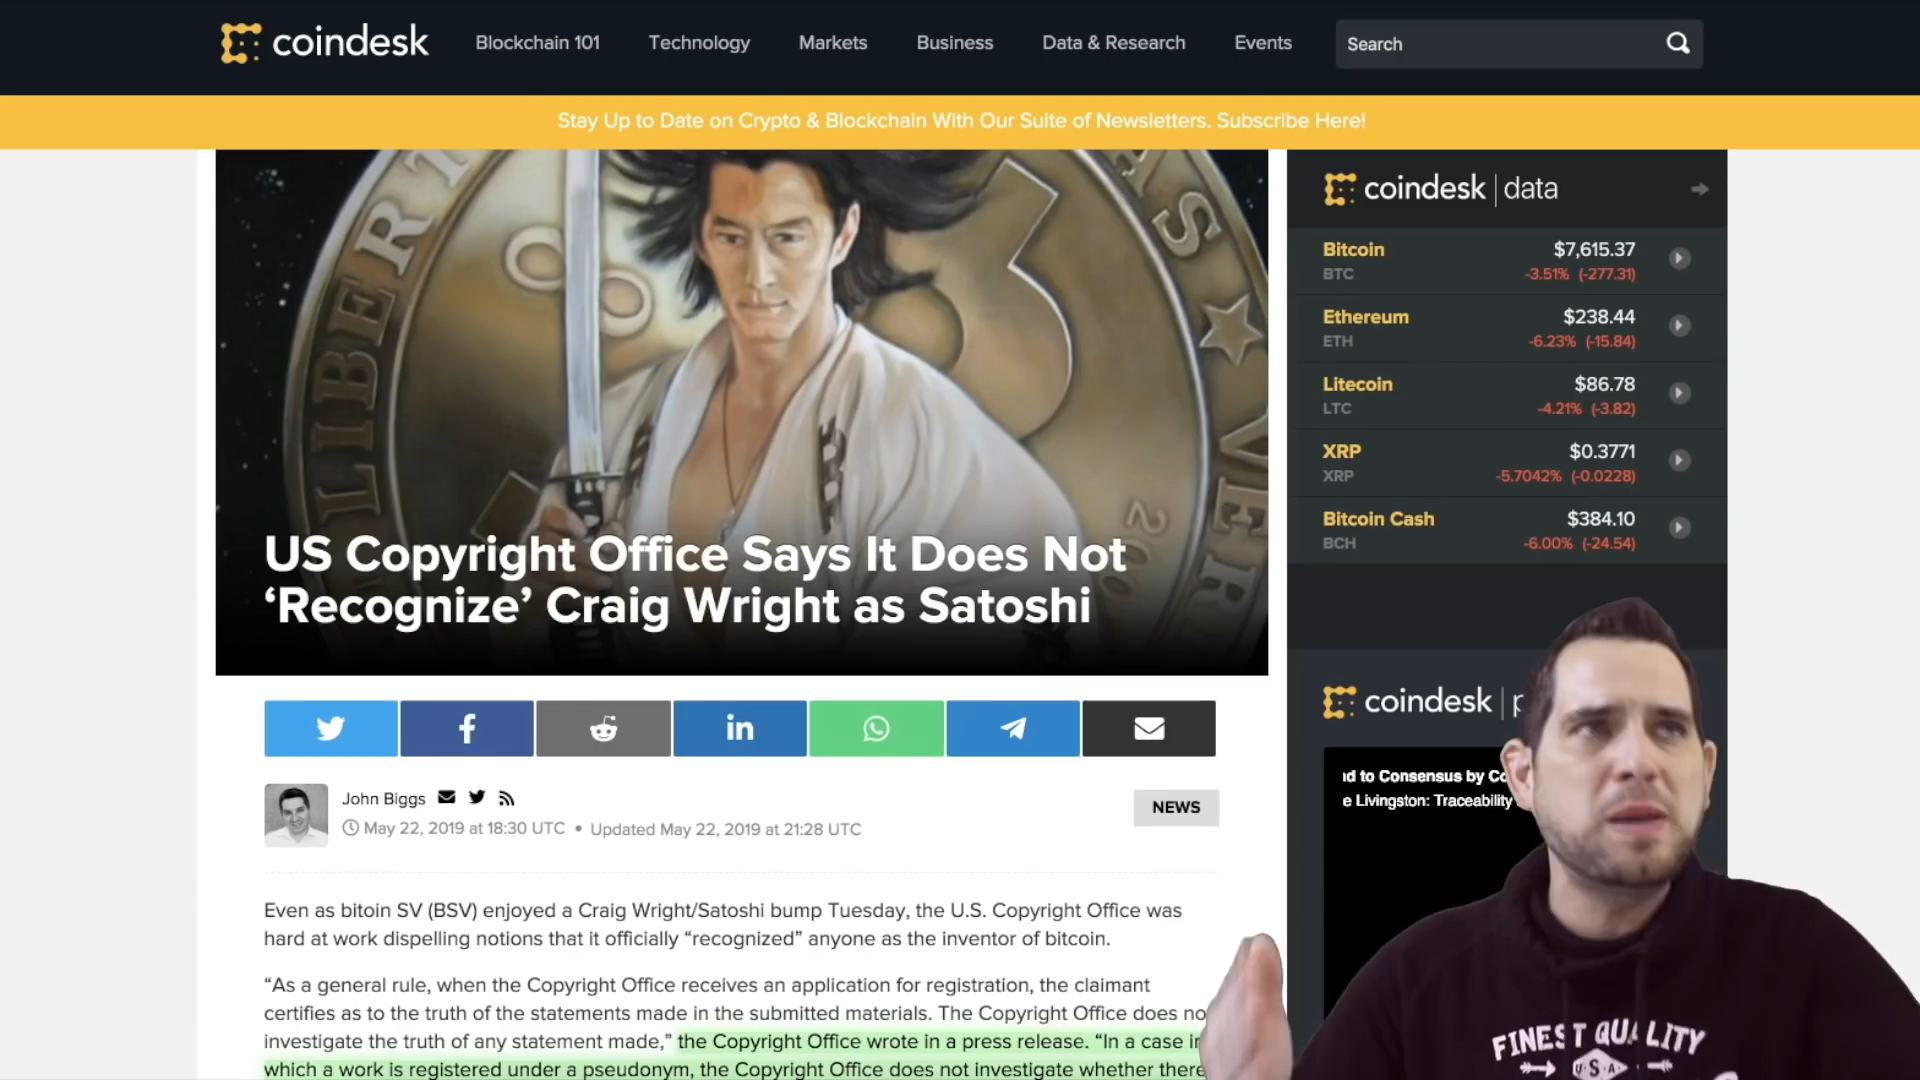 coindesk
Blockchain 101
Technology
Markets
Business
Data & Research
Events
Search
Stay Up to Date on Crypto & Blockchain With Our Suite of Newsletters. Subscribe Here!
LIBERT
US Copyright Office Says It Does Not
‘Recognize’ Craig Wright as Satoshi
John Biggs
May 22, 2019 at 18:30 UTC • Updated May 22, 2019 at 21:28 UTC
NEWS
Even as bitoin SV (BSV) enjoyed a Craig Wright/Satoshi bump Tuesday, the U.S. Copyright Office was
hard at work dispelling notions that it officially “recognized” anyone as the inventor of bitcoin.
“As a general rule, when the Copyright Office receives an application for registration, the claimant
certifies as to the truth of the statements made in the submitted materials. The Copyright Office does no
investigate the truth of any statement made,” the Copyright Office wrote in a press release. “In a case in
which a work is registered under a pseudonym, the Copyright Office does not investigate whether there
coindesk | data
Bitcoin $7,615.37
BTC -3.51% (-277.31)
Ethereum $238.44
ETH -6.23% (-15.84)
Litecoin $86.78
LTC -4.21% (-3.82)
XRP $0.3771
XRP -5.7042% (-0.0228)
Bitcoin Cash $384.10
BCH -6.00% (-24.54)
coindesk | p
nd to Consensus by Co
e Livingston: Traceability
FINEST QUALITY
U.S.A